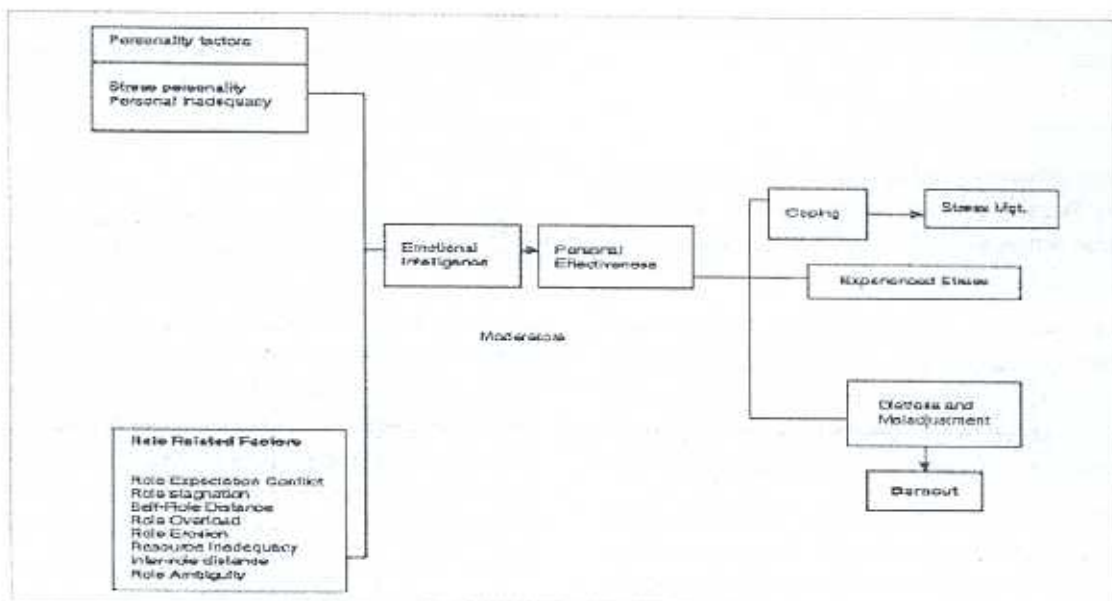 Personality factors
Stress personality
Personal Inadequacy
Emotional
Intelligence
Personal
Effectiveness
Moderators
Coping
Stress Mgt.
Experienced Stress
Distress and
Maladjustment
Burnout
Role Related Factors
Role Expectation Conflict
Role stagnation
Self-Role Distance
Role Overload
Role Erosion
Resource Inadequacy
Inter-role distance
Role Ambiguity